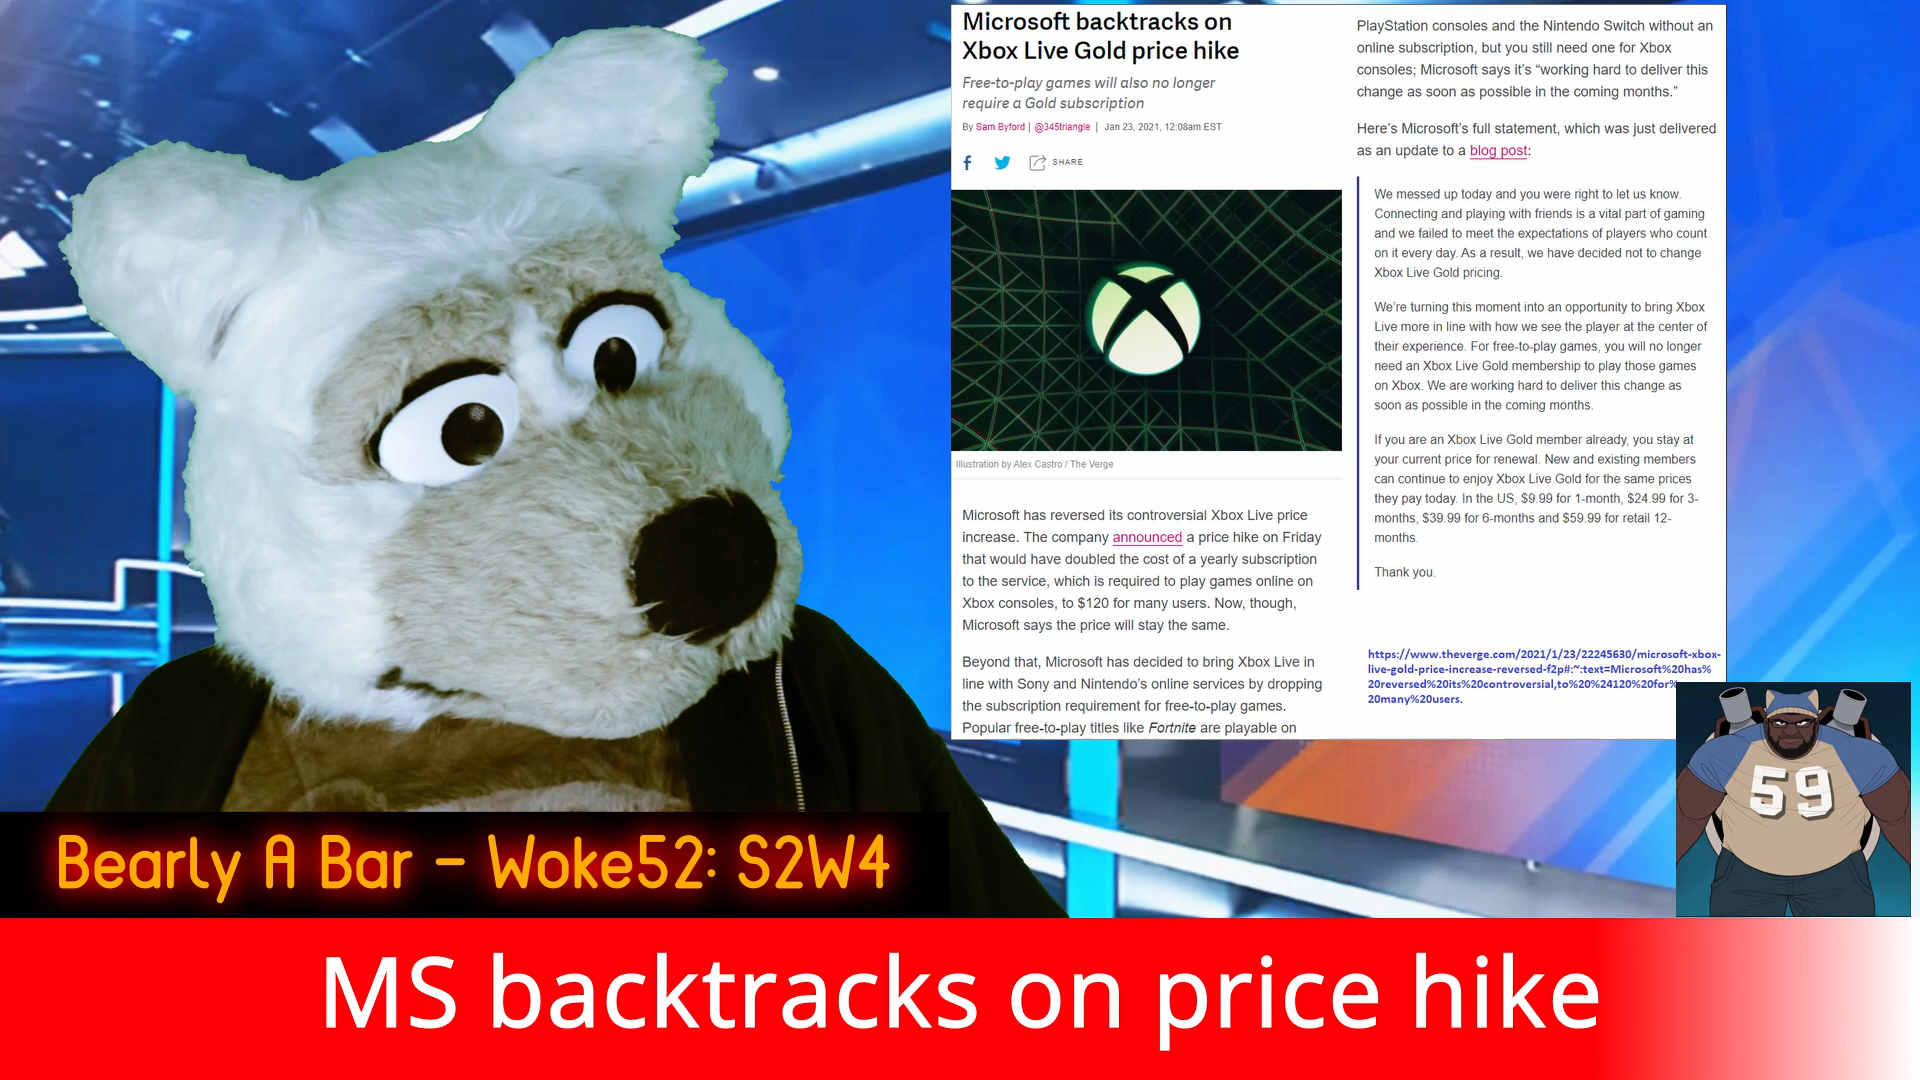 Microsoft backtracks on
Xbox Live Gold price hike
Free-to-play games will also no longer
require a Gold subscription
By Sam Byford | @345triangle | Jan 23, 2021, 12:08am EST
SHARE
Illustration by Alex Castro / The Verge
Microsoft has reversed its controversial Xbox Live price
increase. The company announced a price hike on Friday
that would have doubled the cost of a yearly subscription
to the service, which is required to play games online on
Xbox consoles, to $120 for many users. Now, though,
Microsoft says the price will stay the same.
Beyond that, Microsoft has decided to bring Xbox Live in
line with Sony and Nintendo's online services by dropping
the subscription requirement for free-to-play games.
Popular free-to-play titles like Fortnite are playable on
PlayStation consoles and the Nintendo Switch without an
online subscription, but you still need one for Xbox
consoles; Microsoft says it's “working hard to deliver this
change as soon as possible in the coming months.”
Here's Microsoft's full statement, which was just delivered
as an update to a blog post:
We messed up today and you were right to let us know.
Connecting and playing with friends is a vital part of gaming
and we failed to meet the expectations of players who count
on it every day. As a result, we have decided not to change
Xbox Live Gold pricing.
We're turning this moment into an opportunity to bring Xbox
Live more in line with how we see the player at the center of
their experience. For free-to-play games, you will no longer
need an Xbox Live Gold membership to play those games
on Xbox. We are working hard to deliver this change as
soon as possible in the coming months.
If you are an Xbox Live Gold member already, you stay at
your current price for renewal. New and existing members
can continue to enjoy Xbox Live Gold for the same prices
they pay today. In the US, $9.99 for 1-month, $24.99 for 3-
months, $39.99 for 6-months and $59.99 for retail 12-
months.
Thank you.
https://www.theverge.com/2021/1/23/22245630/microsoft-xbox-
live-gold-price-increase-reversed-f2p#:~:text=Microsoft%20has%
20reversed%20its%20controversial,to%20%24120%20for%
20many%20users.
59
Bearly A Bar - Woke52: S2W4
MS backtracks on price hike